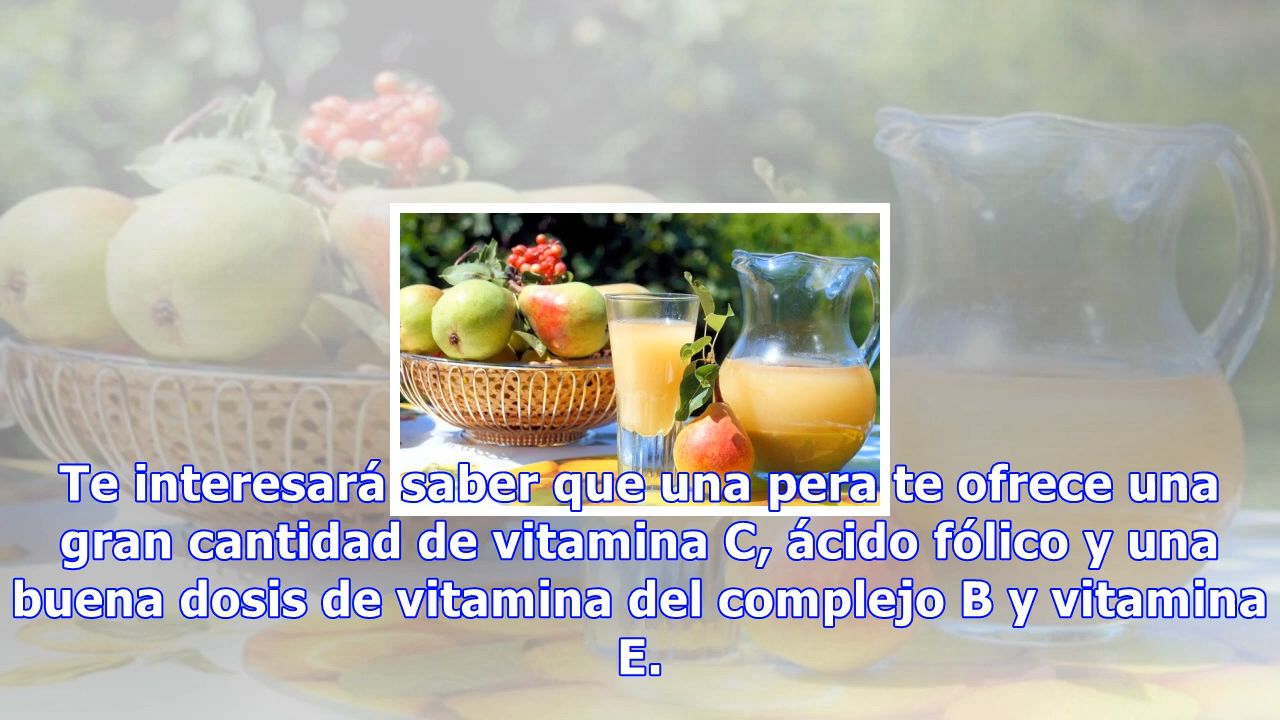 Te interesará saber que una pera te ofrece una
gran cantidad de vitamina C, ácido fólico y una
buena dosis de vitamina del complejo B y vitamina
E.